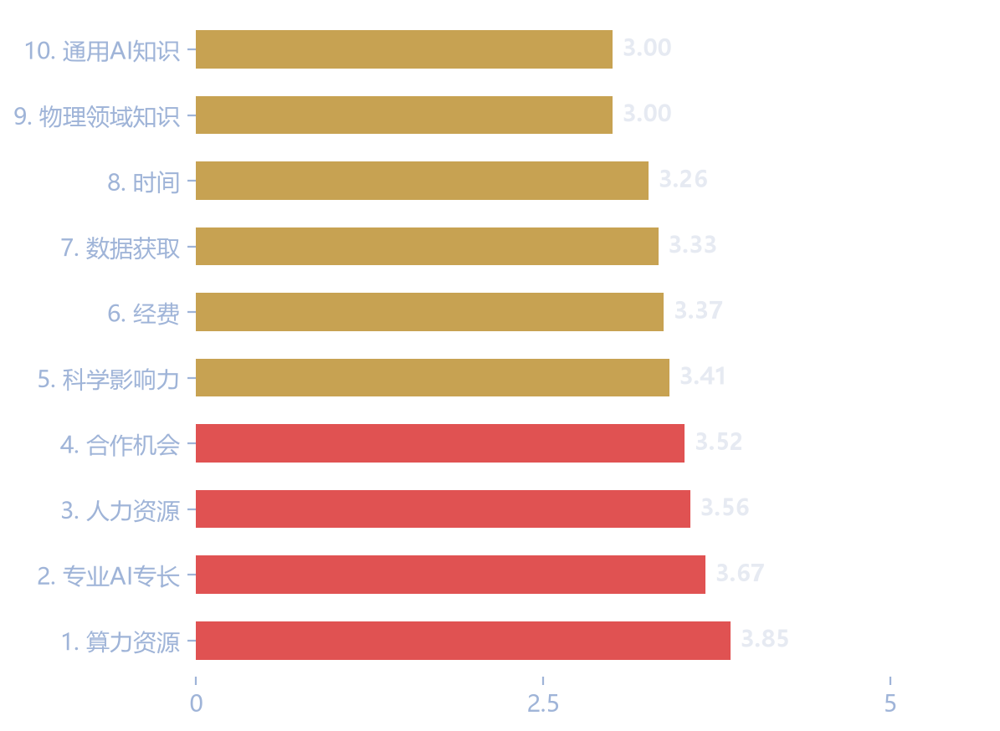 10. 通用AI知识 3.00
9. 物理领域知识 3.00
8. 时间 3.26
7. 数据获取 3.33
6. 经费 3.37
5. 科学影响力 3.41
4. 合作机会 3.52
3. 人力资源 3.56
2. 专业AI专长 3.67
1. 算力资源 3.85
0 2.5 5